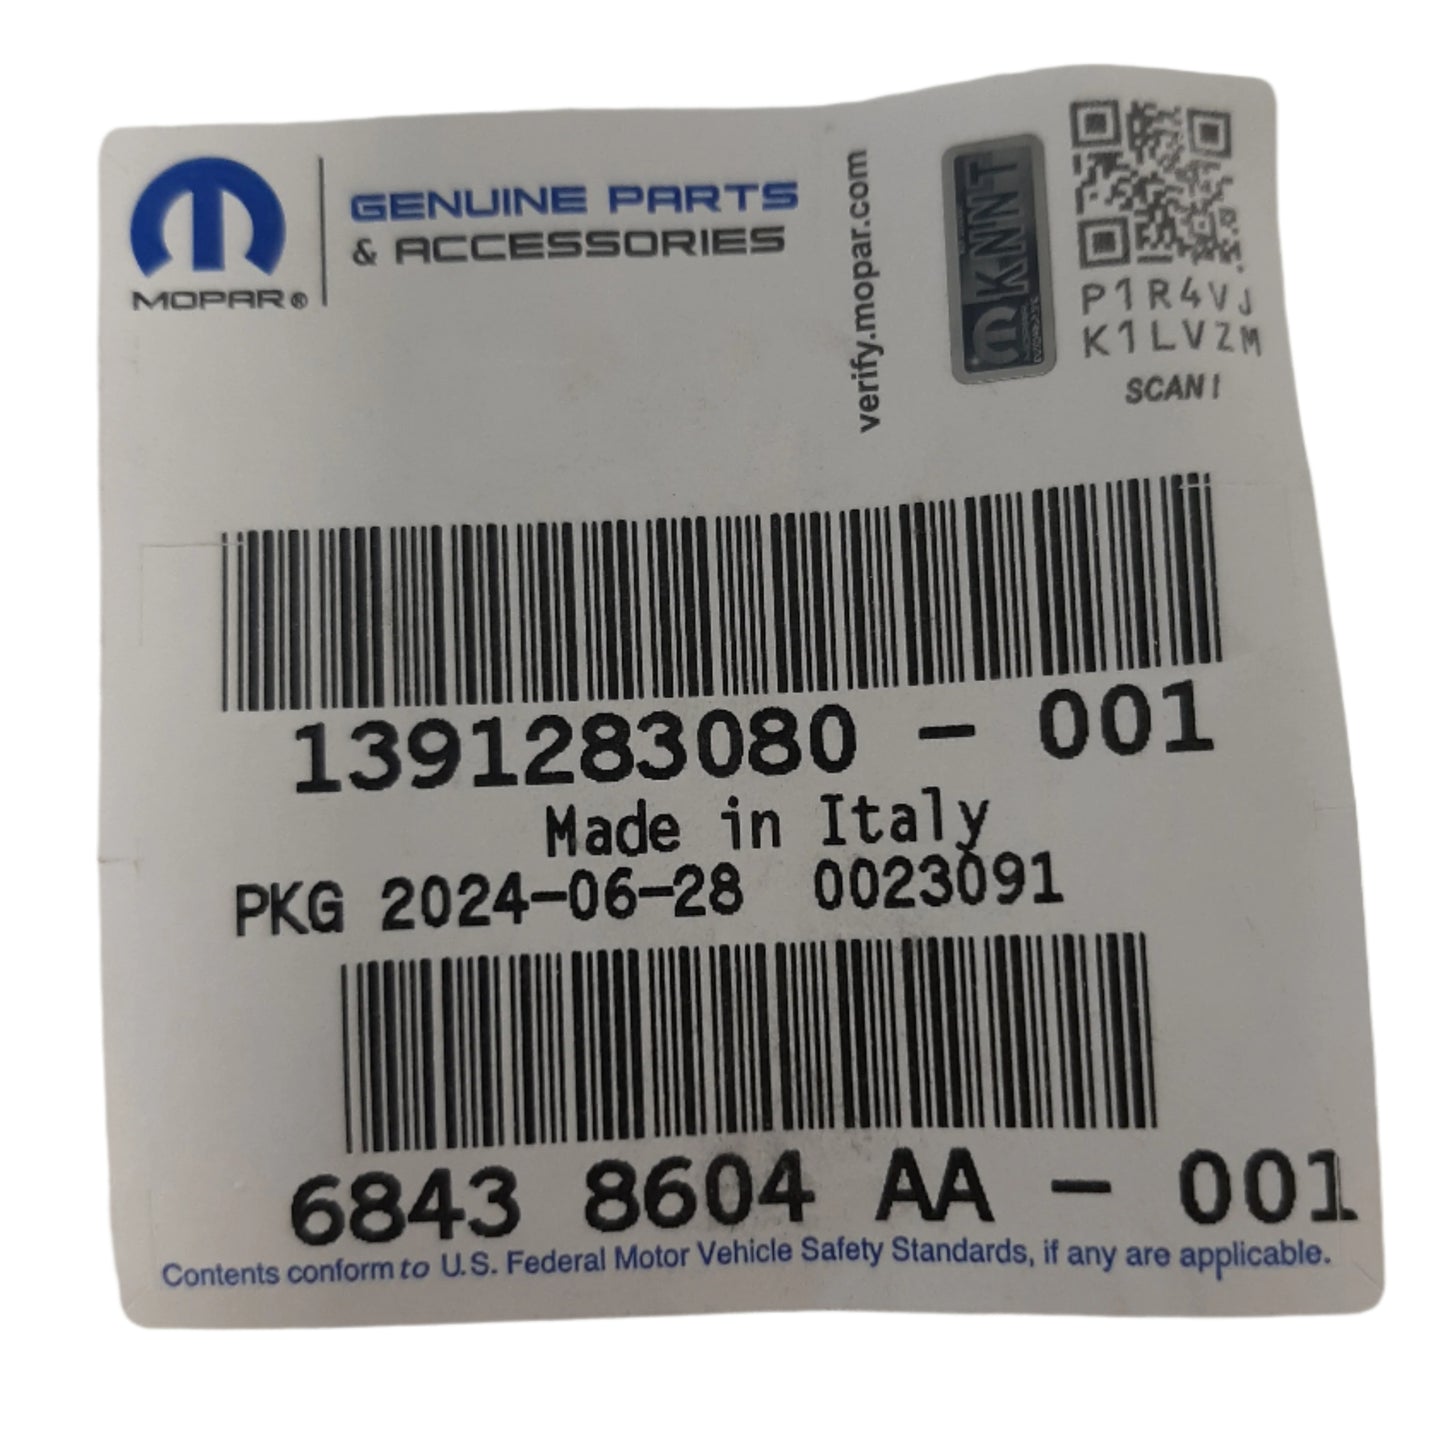 MOPAR®
GENUINE PARTS
& ACCESSORIES
verify.mopar.com
KNNT
P1R4VJ
K1LVZM
SCAN!
1391283080 - 001
Made in Italy
PKG 2024-06-28 0023091
6843 8604 AA - 001
Contents conform to U.S. Federal Motor Vehicle Safety Standards, if any are applicable.